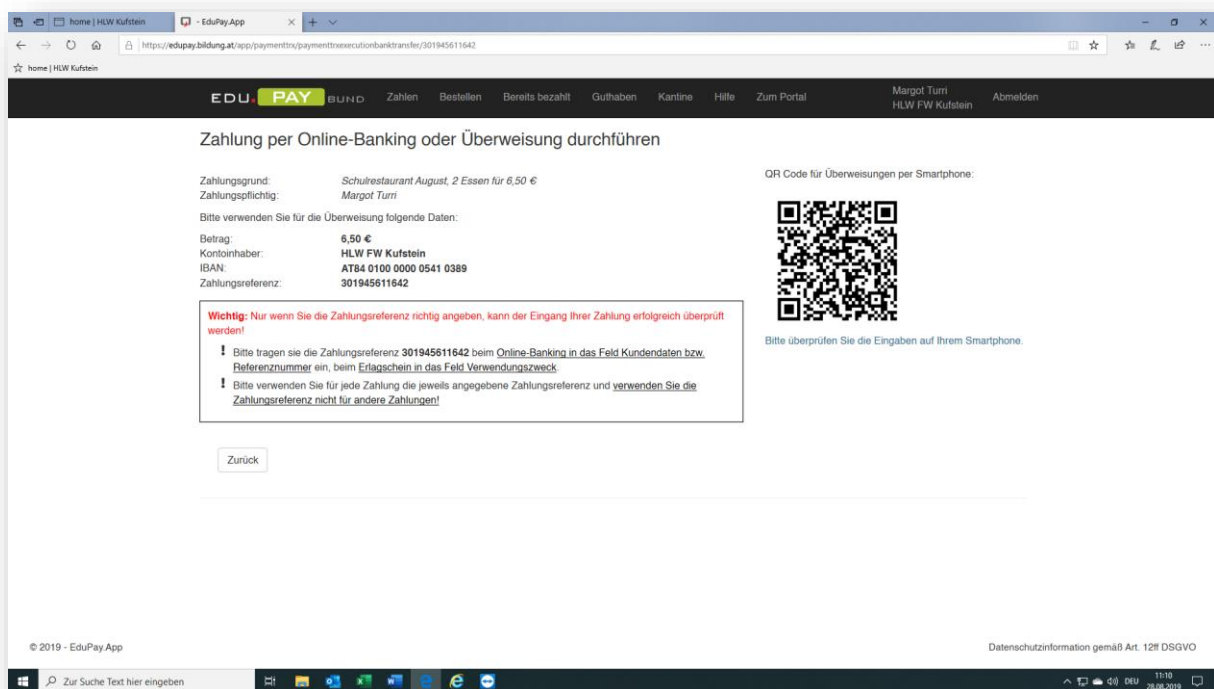 home | HLW Kufstein
- EduPay.App
https://edupay.bildung.at/app/paymenttrx/paymenttrxexecutionbanktransfer/301945611642
home | HLW Kufstein
EDU. PAY BUND Zahlen Bestellen Bereits bezahlt Guthaben Kantine Hilfe Zum Portal Margot Turri Abmelden
HLW FW Kufstein
Zahlung per Online-Banking oder Überweisung durchführen
Zahlungsgrund: Schulrestaurant August, 2 Essen für 6,50 €
Zahlungspflichtig: Margot Turri
Bitte verwenden Sie für die Überweisung folgende Daten:
Betrag: 6,50 €
Kontoinhaber: HLW FW Kufstein
IBAN: AT84 0100 0000 0541 0389
Zahlungsreferenz: 301945611642
Wichtig: Nur wenn Sie die Zahlungsreferenz richtig angeben, kann der Eingang Ihrer Zahlung erfolgreich überprüft
werden!
! Bitte tragen sie die Zahlungsreferenz 301945611642 beim Online-Banking in das Feld Kundendaten bzw.
Referenznummer ein, beim Erlagschein in das Feld Verwendungszweck.
! Bitte verwenden Sie für jede Zahlung die jeweils angegebene Zahlungsreferenz und verwenden Sie die
Zahlungsreferenz nicht für andere Zahlungen!
QR Code für Überweisungen per Smartphone:
Bitte überprüfen Sie die Eingaben auf Ihrem Smartphone.
Zurück
© 2019 - EduPay.App
Datenschutzinformation gemäß Art. 12ff DSGVO
Zur Suche Text hier eingeben
DEU
11:10
28.08.2019